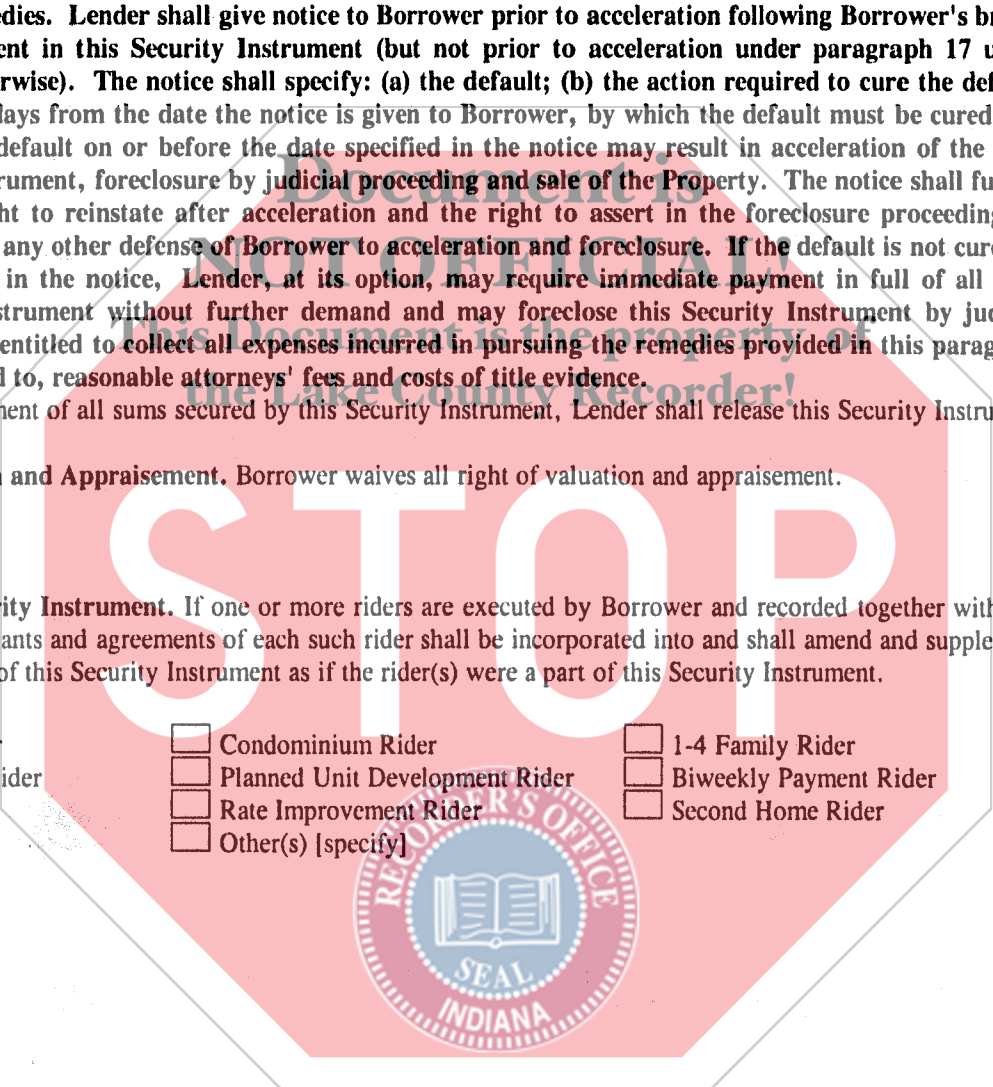 edies. Lender shall give notice to Borrower prior to acceleration following Borrower's br
ent in this Security Instrument (but not prior to acceleration under paragraph 17 u
rwise). The notice shall specify: (a) the default; (b) the action required to cure the def
days from the date the notice is given to Borrower, by which the default must be cured
default on or before the date specified in the notice may result in acceleration of the
rument, foreclosure by judicial proceeding and sale of the Property. The notice shall fu
ht to reinstate after acceleration and the right to assert in the foreclosure proceeding
any other defense of Borrower to acceleration and foreclosure. If the default is not cure
in the notice, Lender, at its option, may require immediate payment in full of all
strument without further demand and may foreclose this Security Instrument by jud
entitled to collect all expenses incurred in pursuing the remedies provided in this parag
d to, reasonable attorneys' fees and costs of title evidence.
ment of all sums secured by this Security Instrument, Lender shall release this Security Instru
and Appraisement. Borrower waives all right of valuation and appraisement.
rity Instrument. If one or more riders are executed by Borrower and recorded together with
ants and agreements of each such rider shall be incorporated into and shall amend and supple
of this Security Instrument as if the rider(s) were a part of this Security Instrument.
Condominium Rider 1-4 Family Rider
ider Planned Unit Development Rider Biweekly Payment Rider
Rate Improvement Rider Second Home Rider
Other(s) [specify]
Document is
NOT OFFICIAL!
This Document is the property of
the Lake County Recorder!
STOP
RECORDER'S OFFICE
SEAL
INDIANA